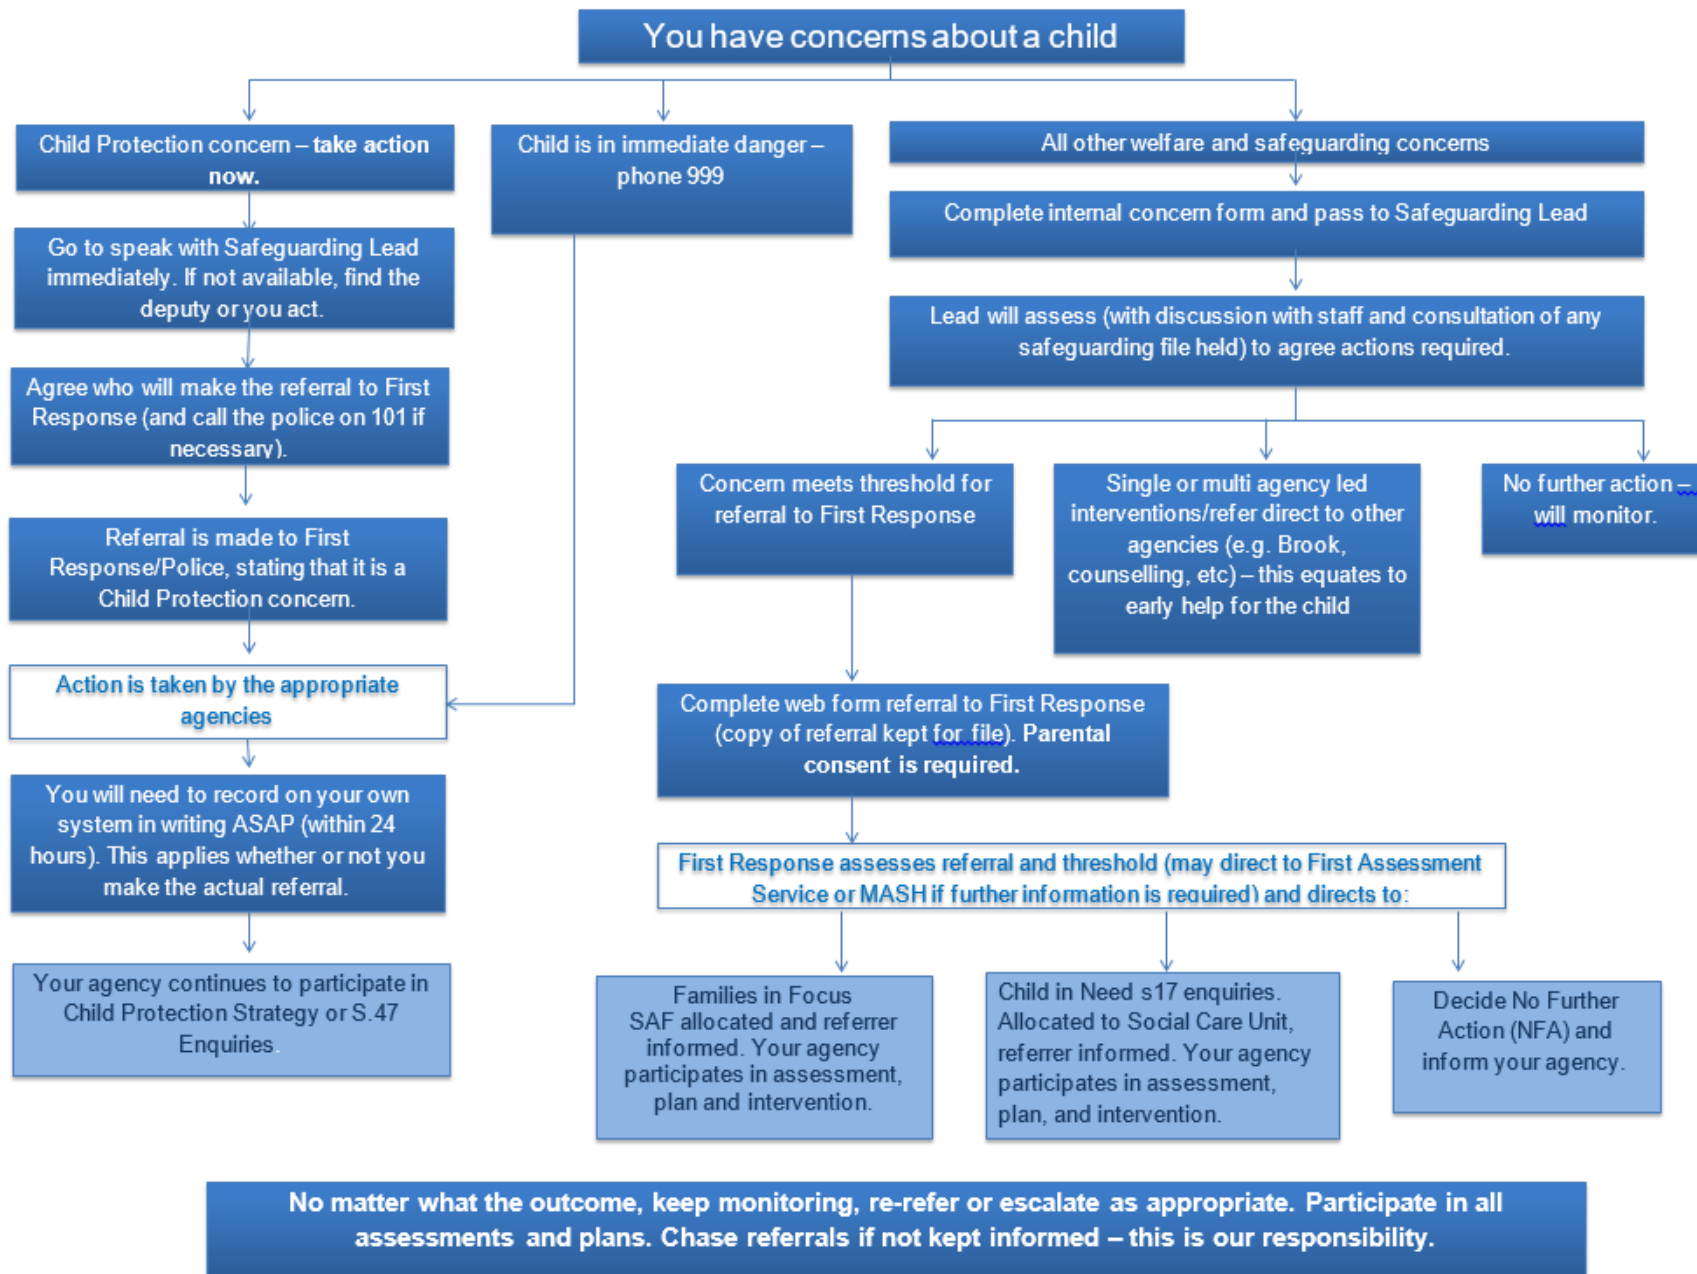 You have concerns about a child
Child Protection concern – take action
now.
Child is in immediate danger –
phone 999
All other welfare and safeguarding concerns
Go to speak with Safeguarding Lead
immediately. If not available, find the
deputy or you act.
Complete internal concern form and pass to Safeguarding Lead
Lead will assess (with discussion with staff and consultation of any
safeguarding file held) to agree actions required.
Agree who will make the referral to First
Response (and call the police on 101 if
necessary).
Concern meets threshold for
referral to First Response
Single or multi agency led
interventions/refer direct to other
agencies (e.g. Brook,
counselling, etc) – this equates to
early help for the child
No further action –
will monitor.
Referral is made to First
Response/Police, stating that it is a
Child Protection concern.
Action is taken by the appropriate
agencies
Complete web form referral to First Response
(copy of referral kept for file). Parental
consent is required.
You will need to record on your own
system in writing ASAP (within 24
hours). This applies whether or not you
make the actual referral.
First Response assesses referral and threshold (may direct to First Assessment
Service or MASH if further information is required) and directs to:
Your agency continues to participate in
Child Protection Strategy or S.47
Enquiries.
Families in Focus
SAF allocated and referrer
informed. Your agency
participates in assessment,
plan and intervention.
Child in Need s17 enquiries.
Allocated to Social Care Unit,
referrer informed. Your agency
participates in assessment,
plan, and intervention.
Decide No Further
Action (NFA) and
inform your agency.
No matter what the outcome, keep monitoring, re-refer or escalate as appropriate. Participate in all
assessments and plans. Chase referrals if not kept informed – this is our responsibility.